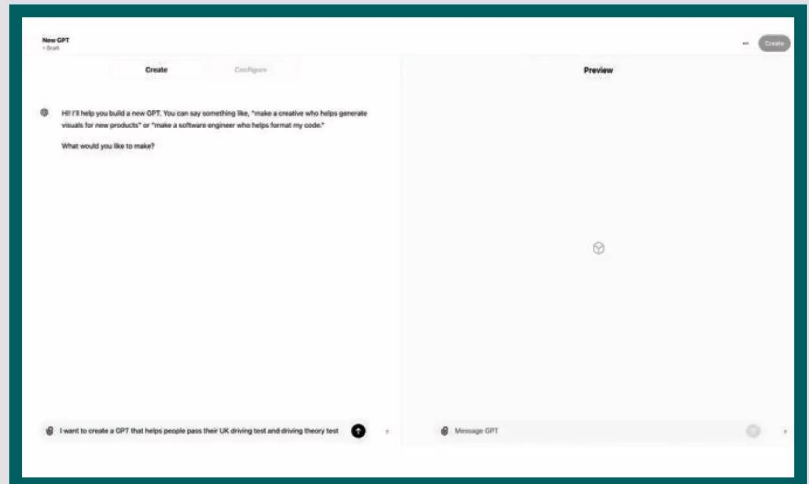 New GPT
• Draft
Create
Create
Configure
Preview
Hi! I'll help you build a new GPT. You can say something like, "make a creative who helps generate
visuals for new products" or "make a software engineer who helps format my code."
What would you like to make?
I want to create a GPT that helps people pass their UK driving test and driving theory test
Message GPT